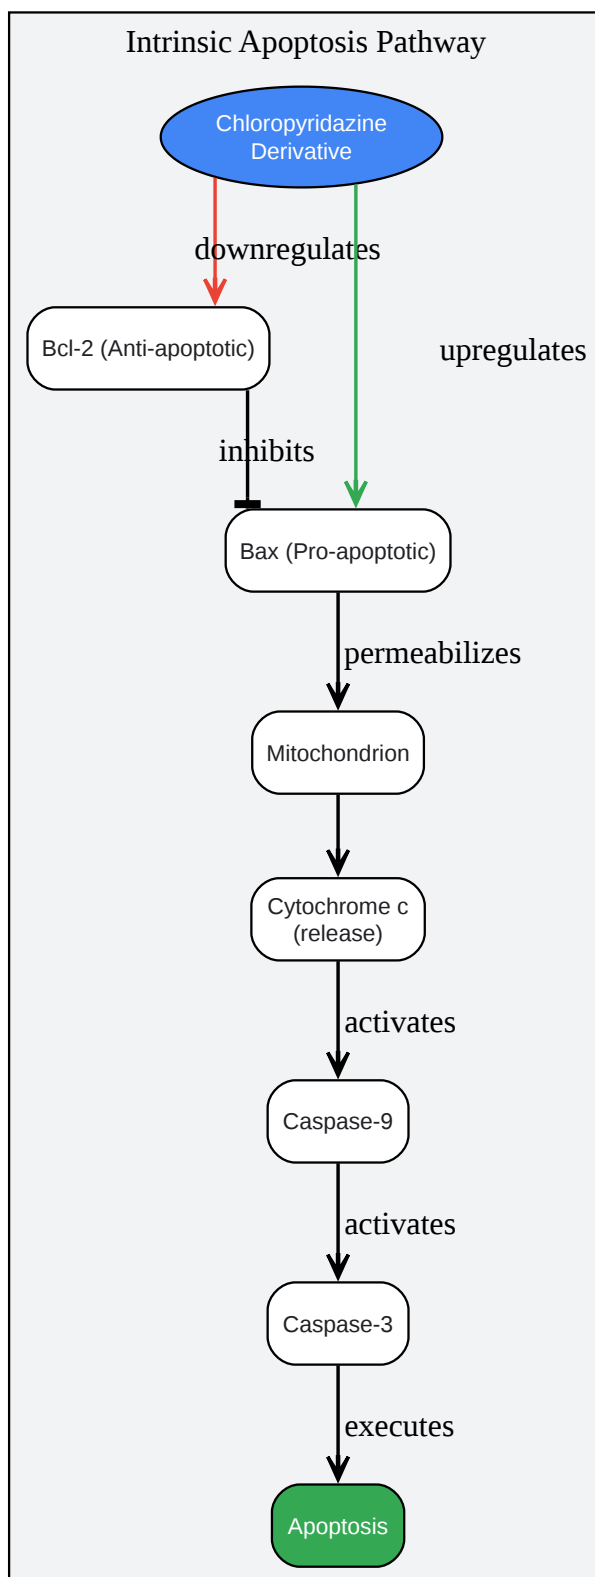 Intrinsic Apoptosis Pathway
Chloropyridazine
Derivative
downregulates
Bcl-2 (Anti-apoptotic)
upregulates
inhibits
Bax (Pro-apoptotic)
permeabilizes
Mitochondrion
Cytochrome c
(release)
activates
Caspase-9
activates
Caspase-3
executes
Apoptosis